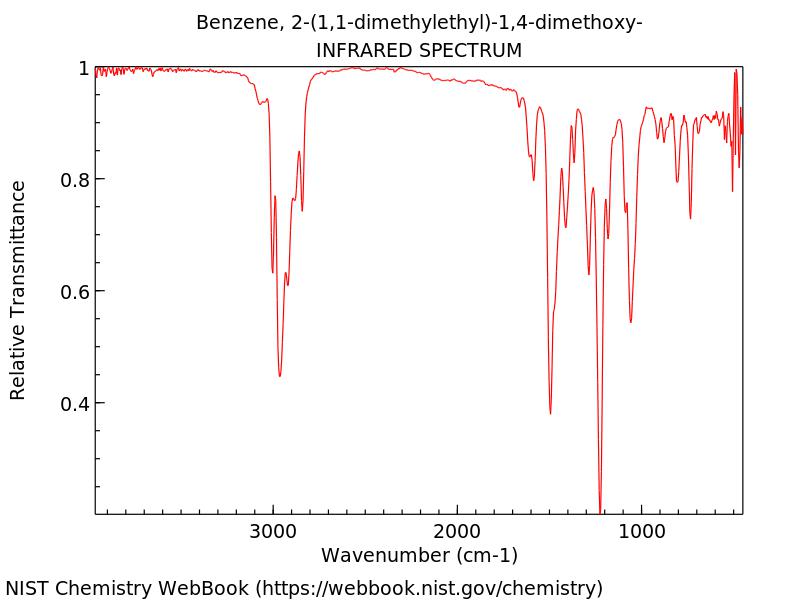 Benzene, 2-(1,1-dimethylethyl)-1,4-dimethoxy-
INFRARED SPECTRUM
1
0.8
0.6
0.4
Relative Transmittance
3000 2000 1000
Wavenumber (cm-1)
NIST Chemistry WebBook (https://webbook.nist.gov/chemistry)